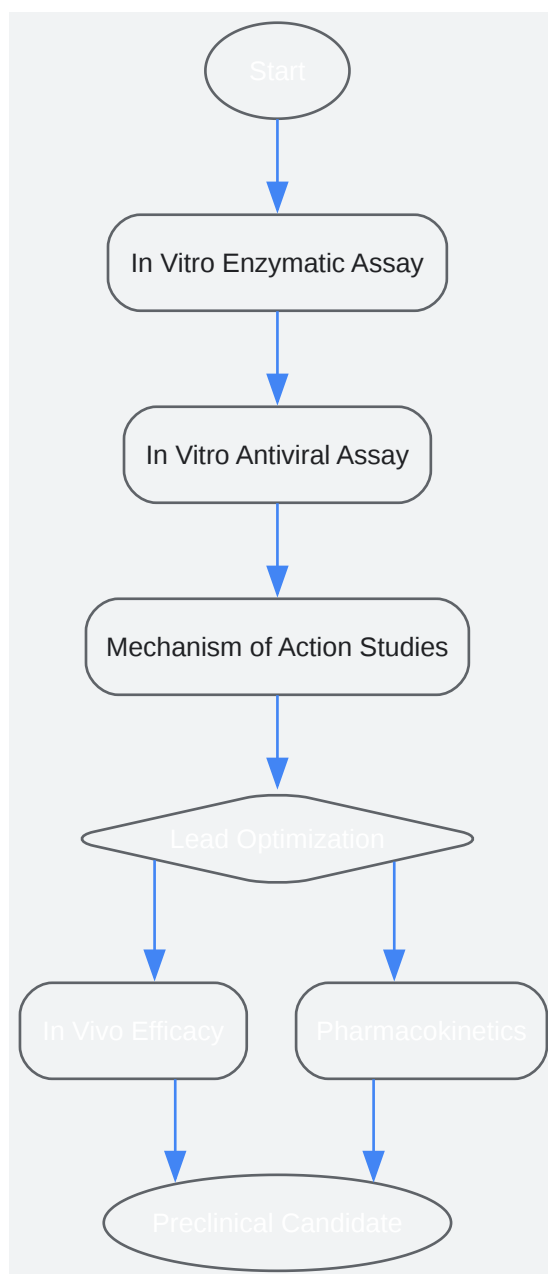 Start
In Vitro Enzymatic Assay
In Vitro Antiviral Assay
Mechanism of Action Studies
Lead Optimization
In Vivo Efficacy
Pharmacokinetics
Preclinical Candidate